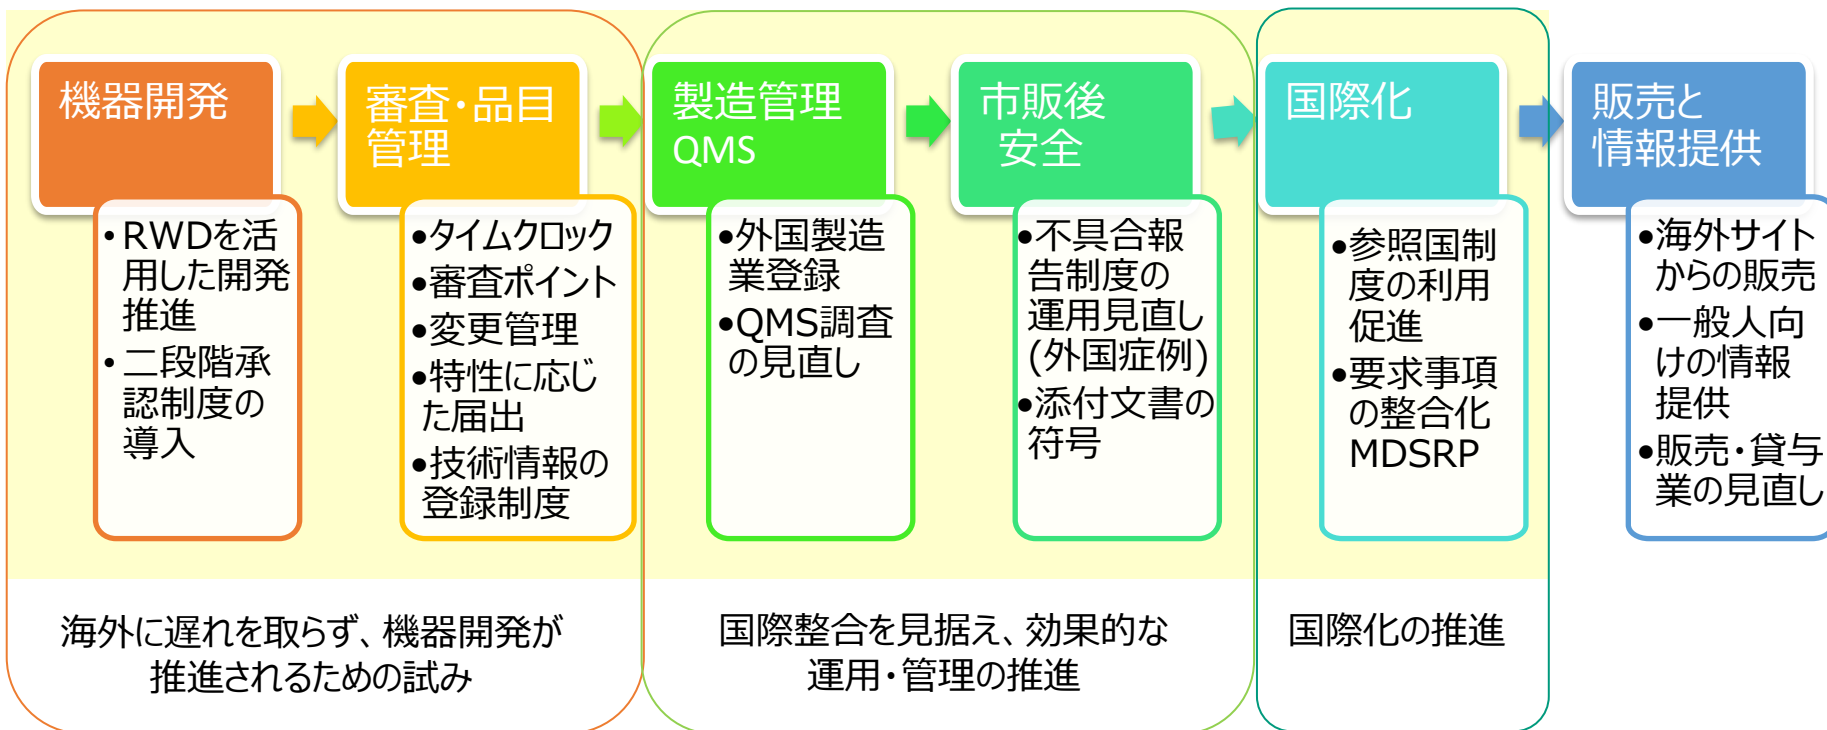 機器開発
• RWDを活
用した開発
推進
• 二段階承
認制度の
導入
審査・品目
管理
•タイムクロック
•審査ポイント
•変更管理
•特性に応じ
た届出
•技術情報の
登録制度
製造管理
QMS
•外国製造
業登録
•QMS調査
の見直し
市販後
安全
•不具合報
告制度の
運用見直し
(外国症例)
•添付文書の
符号
国際化
•参照国制
度の利用
促進
•要求事項
の整合化
MDSRP
販売と
情報提供
•海外サイト
からの販売
•一般人向
けの情報
提供
•販売・貸与
業の見直し
海外に遅れを取らず、機器開発が
推進されるための試み
国際整合を見据え、効果的な
運用・管理の推進
国際化の推進